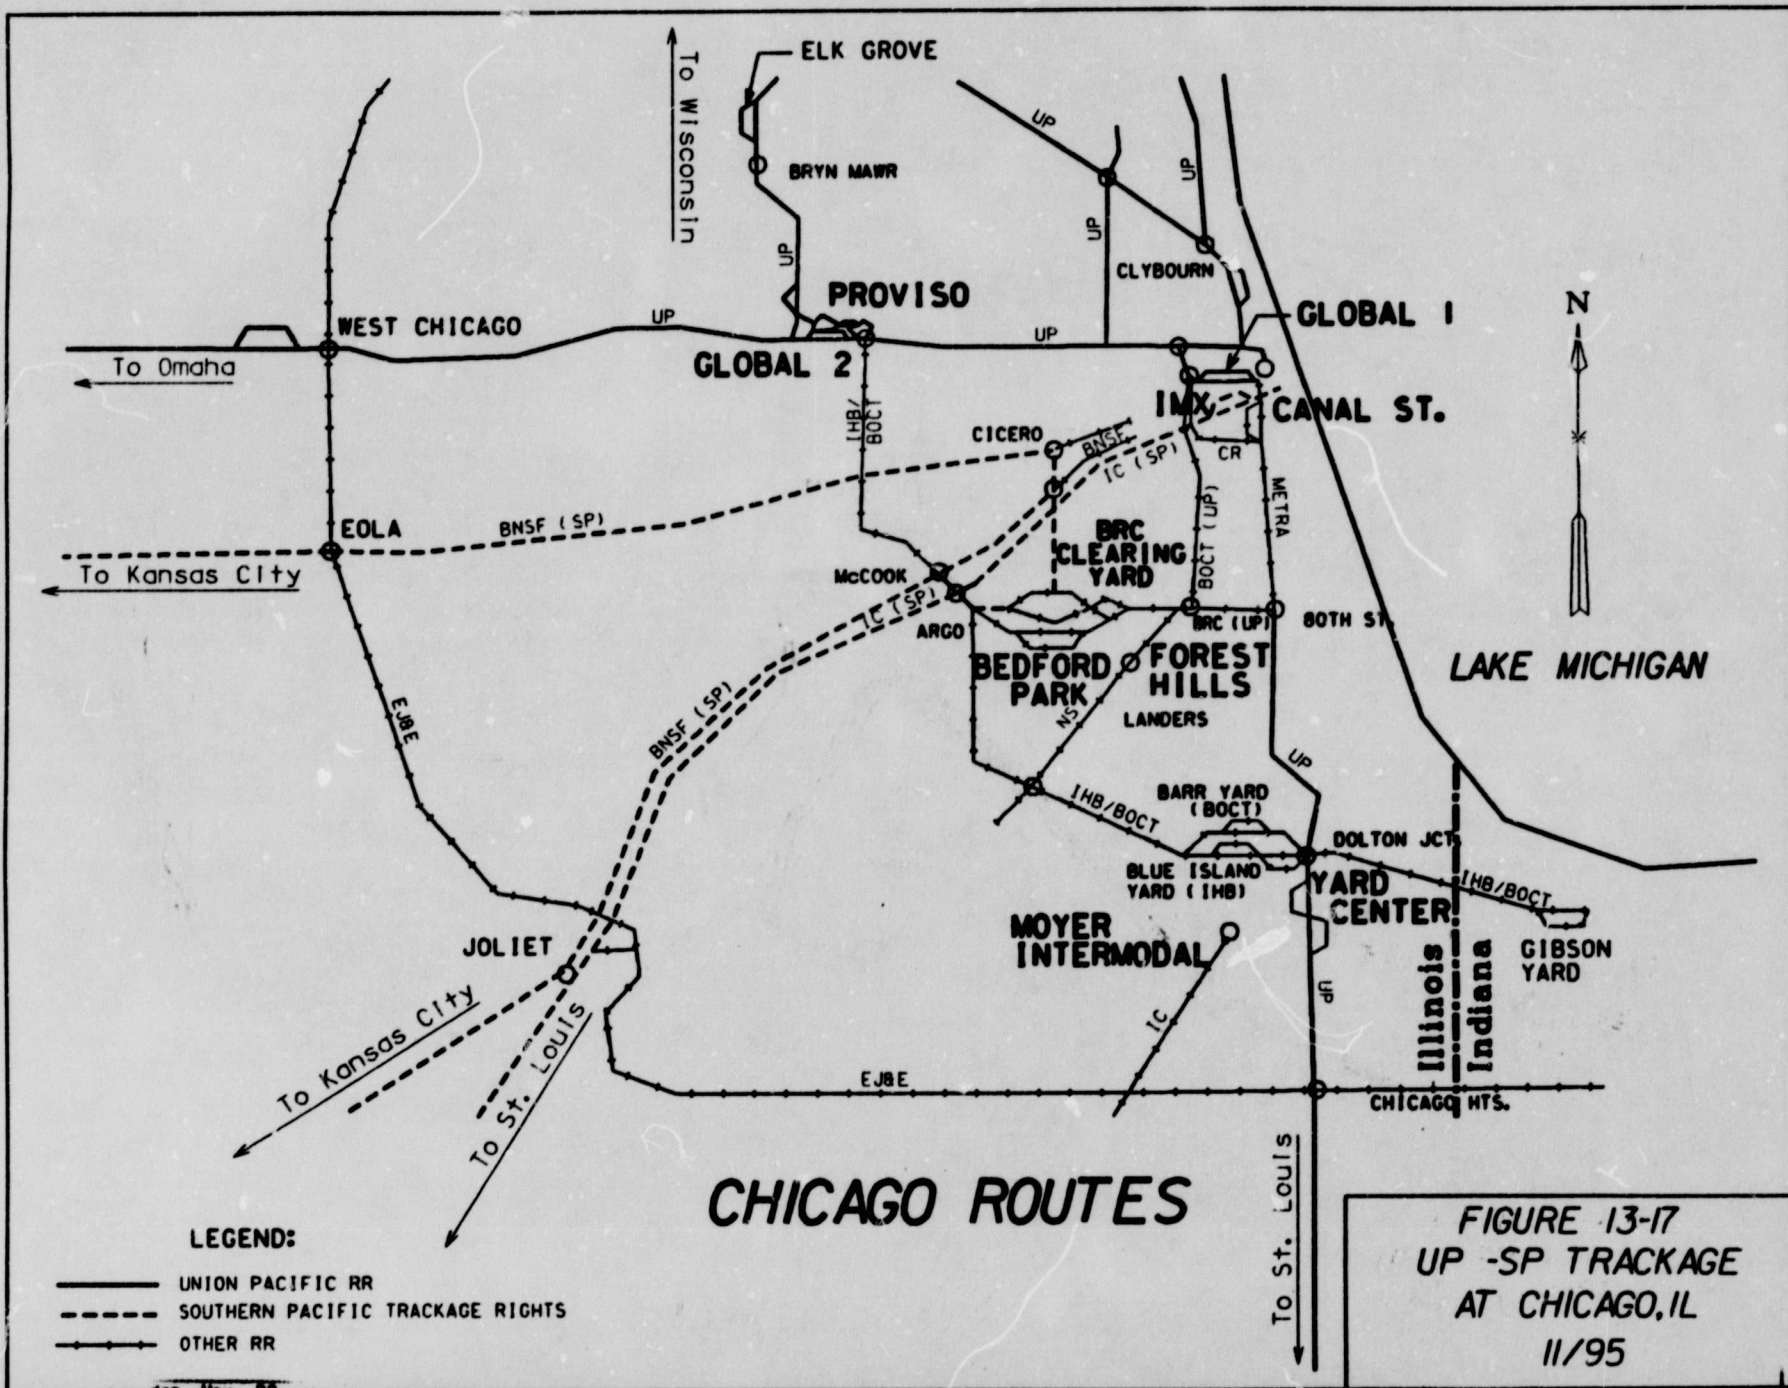 ELK GROVE
To Wisconsin
BRYN MAWR
UP
UP
UP
UP
CLYBOURN
PROVISO
GLOBAL 1
N
WEST CHICAGO
UP
UP
GLOBAL 2
To Omaha
IHB/
BOCT
IMX
CANAL ST.
CICERO
BNSF
IC (SP)
CR
METRA
EOLA
BNSF (SP)
BOCT (UP)
BRC
CLEARING
YARD
To Kansas City
McCOOK
IC (SP)
ARGO
BRC (UP)
80TH ST.
BEDFORD
PARK
FOREST
HILLS
LAKE MICHIGAN
EJ&E
BNSF (SP)
NS
LANDERS
UP
IHB/BOCT
BARR YARD
(BOCT)
DOLTON JCT.
BLUE ISLAND
YARD (IHB)
YARD
CENTER
IHB/BOCT
MOYER
INTERMODAL
JOLIET
GIBSON
YARD
Illinois
Indiana
UP
IC
To Kansas City
To St. Louis
EJ&E
CHICAGO HTS.
To St. Louis
CHICAGO ROUTES
LEGEND:
UNION PACIFIC RR
SOUTHERN PACIFIC TRACKAGE RIGHTS
OTHER RR
FIGURE 13-17
UP -SP TRACKAGE
AT CHICAGO, IL
11/95